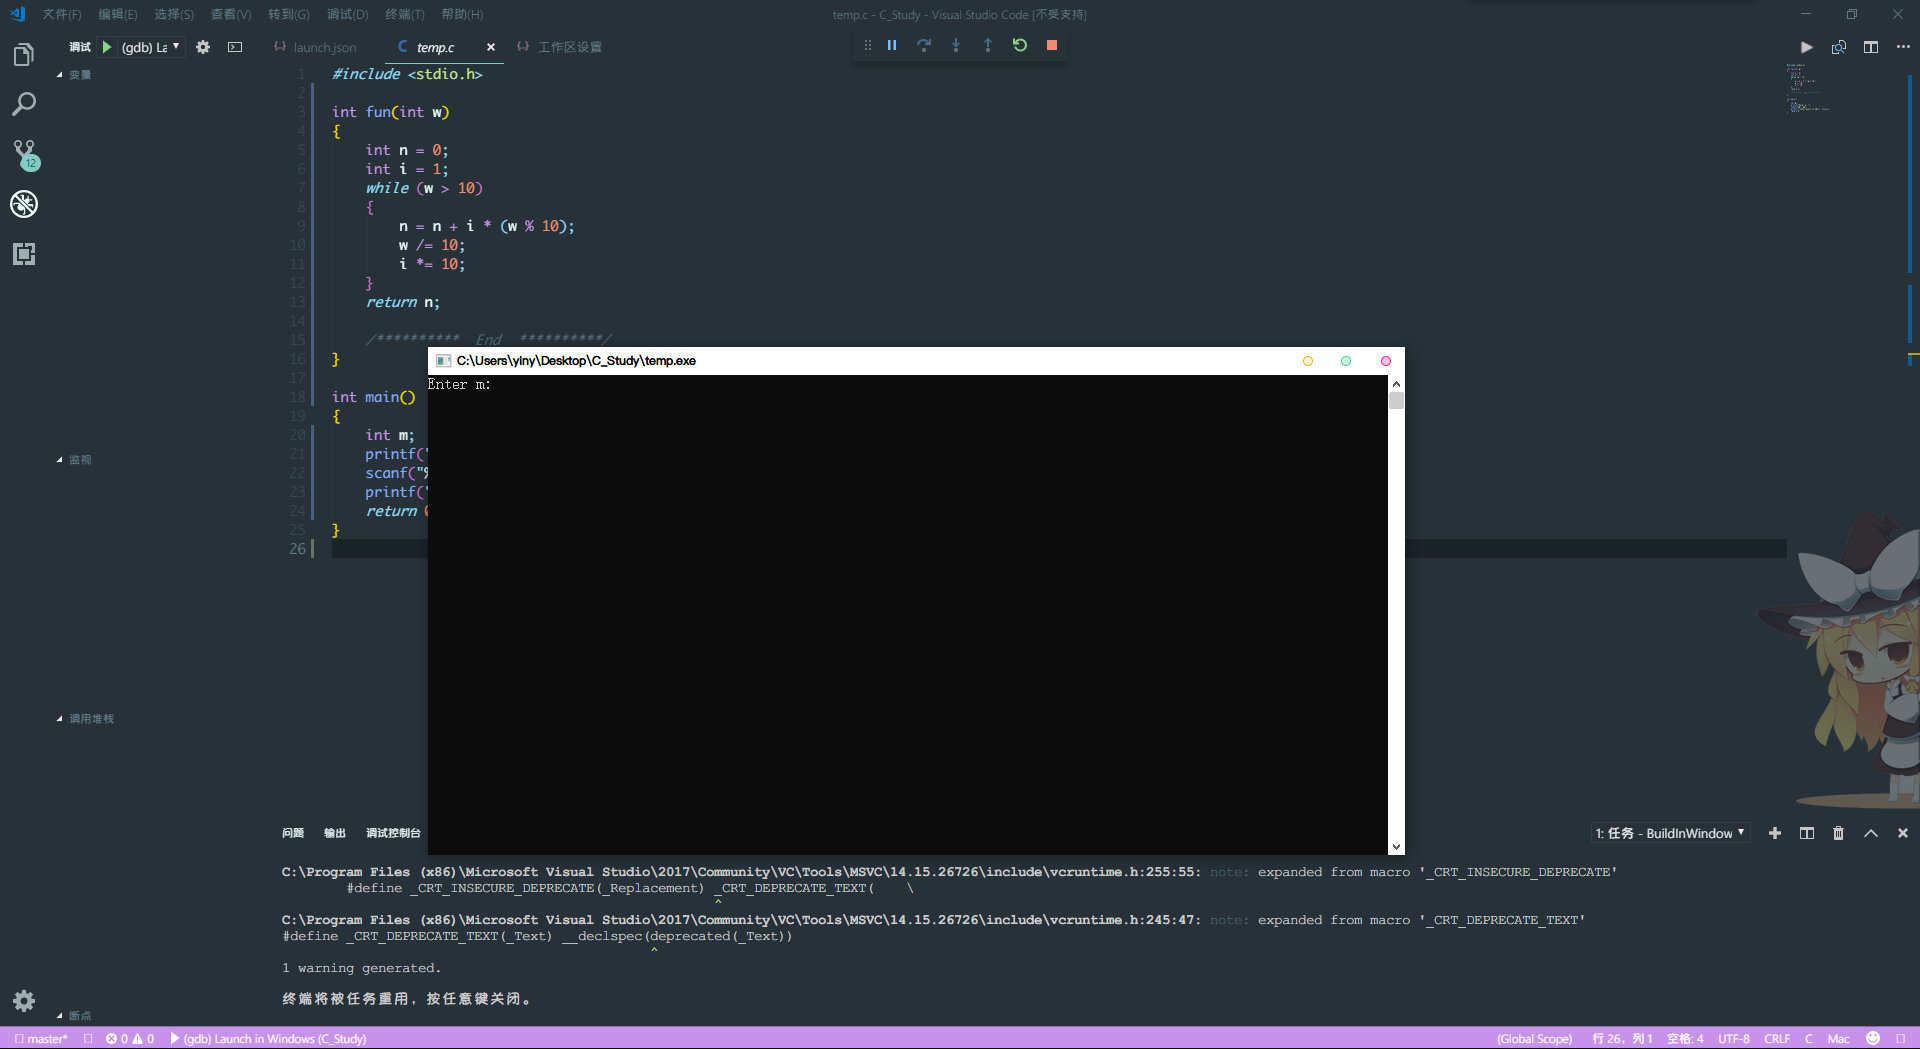 文件(F) 编辑(E) 选择(S) 查看(V) 转到(G) 调试(D) 终端(T) 帮助(H)
temp.c - C_Study - Visual Studio Code [不受支持]
调试 (gdb) La
launch.json
temp.c
工作区设置
变量
12
监视
调用堆栈
断点
1 #include <stdio.h>
2
3 int fun(int w)
4 {
5 int n = 0;
6 int i = 1;
7 while (w > 10)
8 {
9 n = n + i * (w % 10);
10 w /= 10;
11 i *= 10;
12 }
13 return n;
14
15 /********** End **********/
16 }
17
18 int main()
19 {
20 int m;
21 printf("
22 scanf("%
23 printf("
24 return 0
25 }
26
C:\Users\yiny\Desktop\C_Study\temp.exe
Enter m:
问题 输出 调试控制台
1: 任务 - BuildInWindow
C:\Program Files (x86)\Microsoft Visual Studio\2017\Community\VC\Tools\MSVC\14.15.26726\include\vcruntime.h:255:55: note: expanded from macro '_CRT_INSECURE_DEPRECATE'
#define _CRT_INSECURE_DEPRECATE(_Replacement) _CRT_DEPRECATE_TEXT( \
^
C:\Program Files (x86)\Microsoft Visual Studio\2017\Community\VC\Tools\MSVC\14.15.26726\include\vcruntime.h:245:47: note: expanded from macro '_CRT_DEPRECATE_TEXT'
#define _CRT_DEPRECATE_TEXT(_Text) __declspec(deprecated(_Text))
^
1 warning generated.
终端将被任务重用，按任意键关闭。
master* 0 0 (gdb) Launch in Windows (C_Study)
(Global Scope) 行 26，列 1 空格: 4 UTF-8 CRLF C Mac